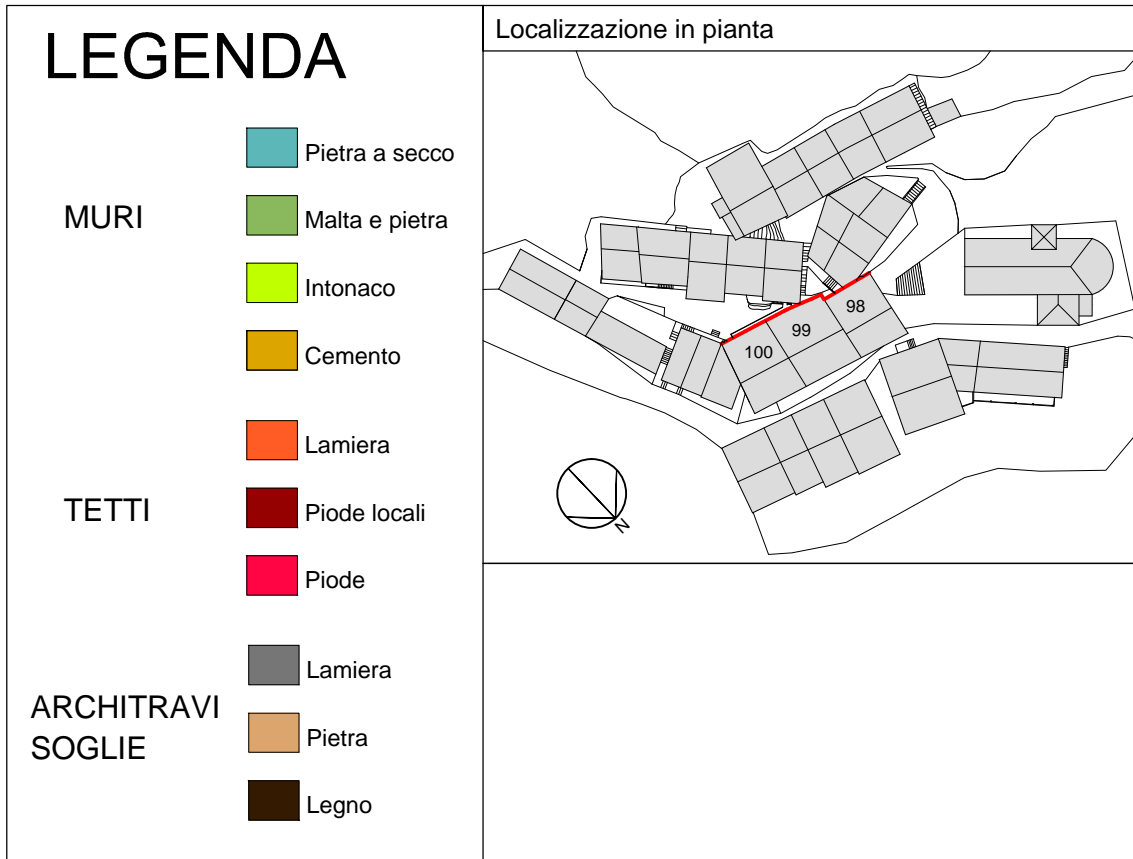 LEGENDA
MURI
Pietra a secco
Malta e pietra
Intonaco
Cemento
TETTI
Lamiera
Piode locali
Piode
ARCHITRAVI
SOGLIE
Lamiera
Pietra
Legno
Localizzazione in pianta
98
99
100
N